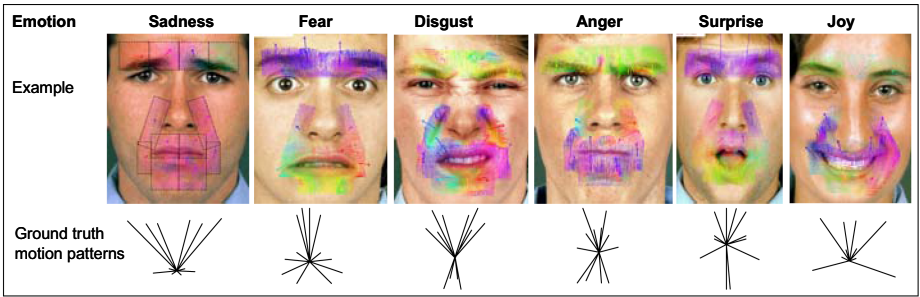 Emotion Sadness Fear Disgust Anger Surprise Joy
Example
Ground truth
motion patterns